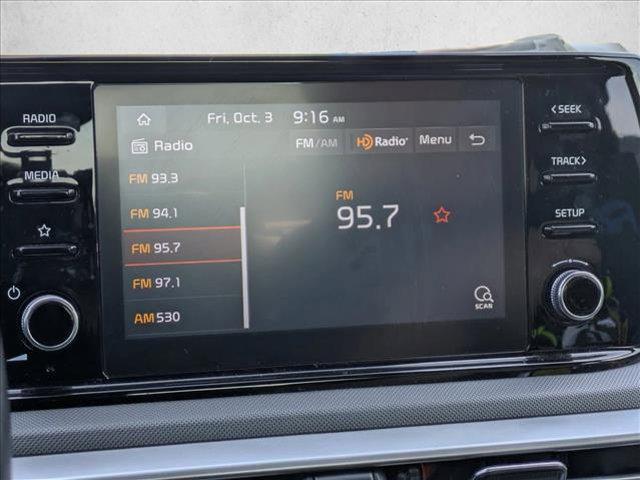 RADIO
MEDIA
Fri, Oct. 3 9:16 AM
Radio
FM/AM HD Radio Menu
FM 93.3
FM 94.1
FM 95.7
FM 97.1
AM 530
FM
95.7
SCAN
< SEEK
TRACK >
SETUP